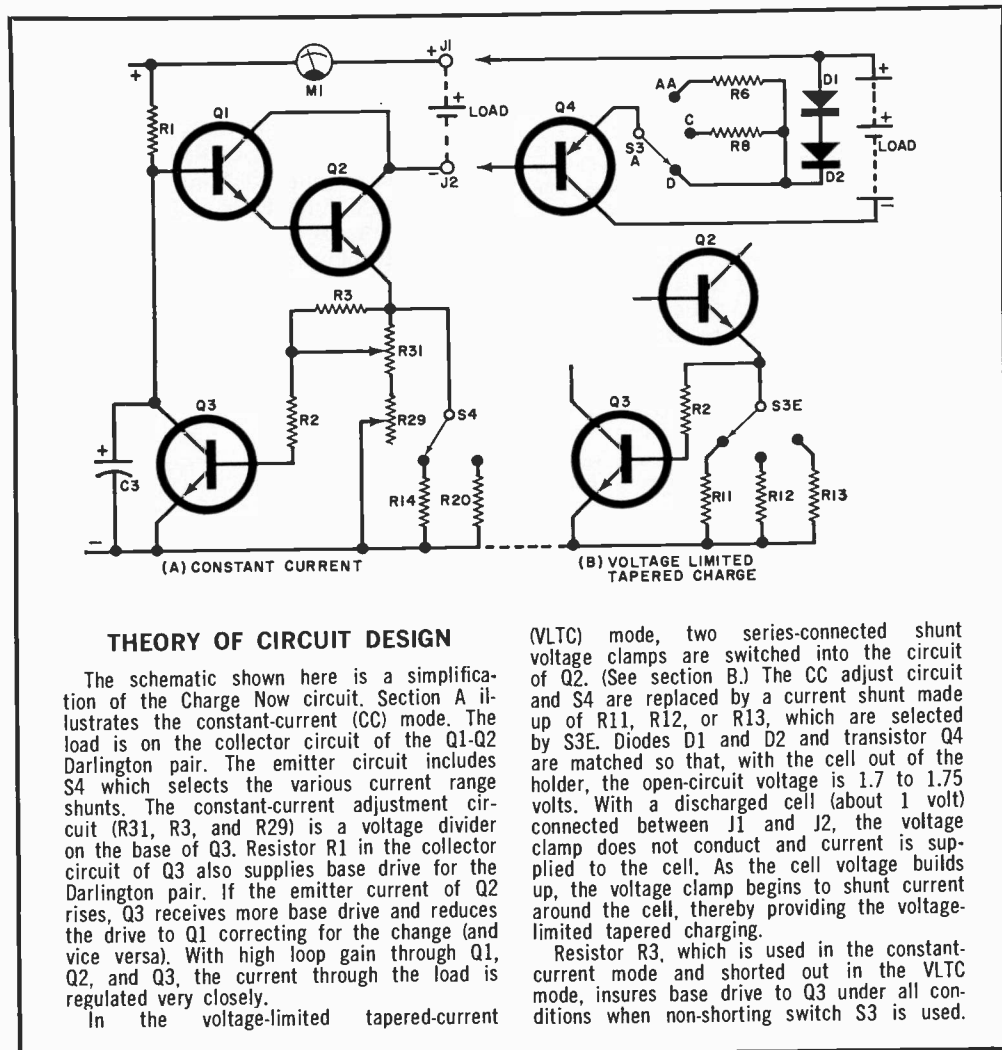 +
M1
+ J1
+
LOAD
- J2
R1
Q1
Q2
R3
R31
R2
R29
S4
Q3
+
C3
R14
R20
-
(A) CONSTANT CURRENT
Q4
AA
R6
C
R8
S3
A
D
D1
D2
+
+
LOAD
-
Q2
Q3
R2
S3E
R11
R12
R13
(B) VOLTAGE LIMITED
TAPERED CHARGE
THEORY OF CIRCUIT DESIGN
The schematic shown here is a simplifica-
tion of the Charge Now circuit. Section A il-
lustrates the constant-current (CC) mode. The
load is on the collector circuit of the Q1-Q2
Darlington pair. The emitter circuit includes
S4 which selects the various current range
shunts. The constant-current adjustment cir-
cuit (R31, R3, and R29) is a voltage divider
on the base of Q3. Resistor R1 in the collector
circuit of Q3 also supplies base drive for the
Darlington pair. If the emitter current of Q2
rises, Q3 receives more base drive and reduces
the drive to Q1 correcting for the change (and
vice versa). With high loop gain through Q1,
Q2, and Q3, the current through the load is
regulated very closely.
In the voltage-limited tapered-current
(VLTC) mode, two series-connected shunt
voltage clamps are switched into the circuit
of Q2. (See section B.) The CC adjust circuit
and S4 are replaced by a current shunt made
up of R11, R12, or R13, which are selected
by S3E. Diodes D1 and D2 and transistor Q4
are matched so that, with the cell out of the
holder, the open-circuit voltage is 1.7 to 1.75
volts. With a discharged cell (about 1 volt)
connected between J1 and J2, the voltage
clamp does not conduct and current is sup-
plied to the cell. As the cell voltage builds
up, the voltage clamp begins to shunt current
around the cell, thereby providing the voltage-
limited tapered charging.
Resistor R3, which is used in the constant-
current mode and shorted out in the VLTC
mode, insures base drive to Q3 under all con-
ditions when non-shorting switch S3 is used.